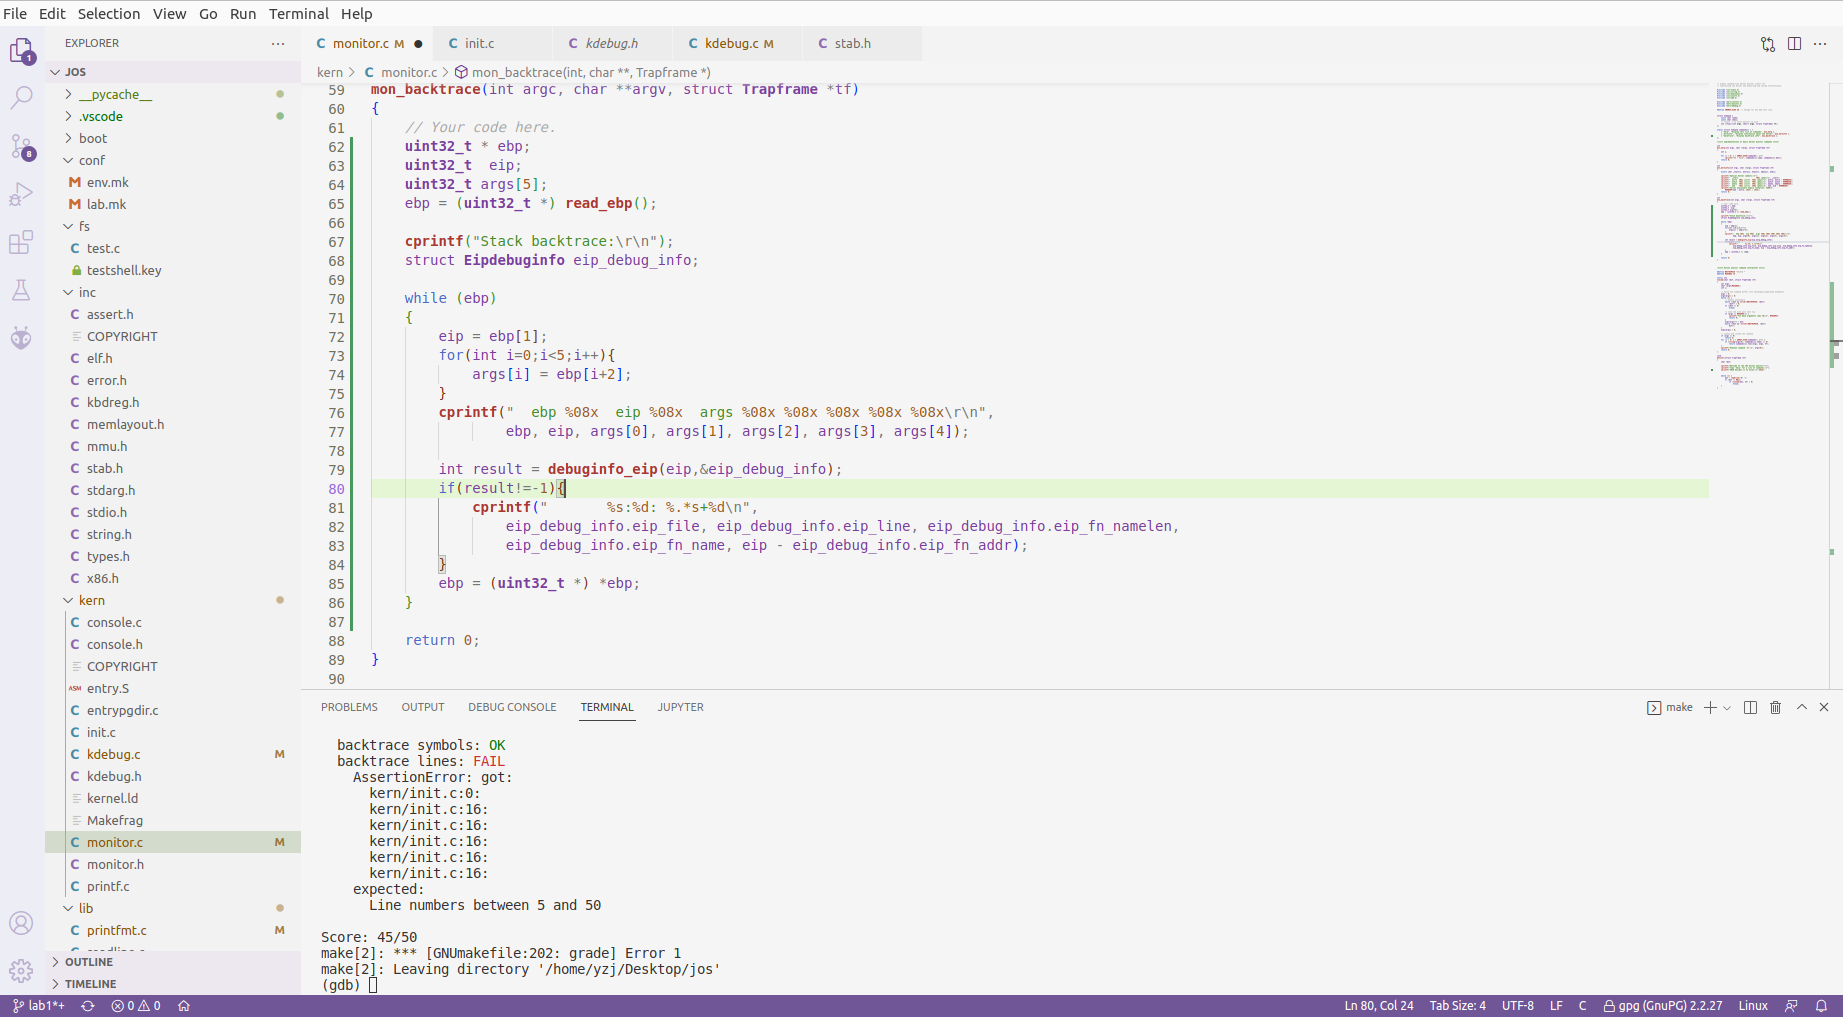 File Edit Selection View Go Run Terminal Help
EXPLORER
JOS
__pycache__
.vscode
boot
conf
env.mk
lab.mk
fs
test.c
testshell.key
inc
assert.h
COPYRIGHT
elf.h
error.h
kbdreg.h
memlayout.h
mmu.h
stab.h
stdarg.h
stdio.h
string.h
types.h
x86.h
kern
console.c
console.h
COPYRIGHT
ASM entry.S
entrypgdir.c
init.c
kdebug.c M
kdebug.h
kernel.ld
Makefrag
monitor.c M
monitor.h
printf.c
lib
printfmt.c M
OUTLINE
TIMELINE
C monitor.c M C init.c C kdebug.h C kdebug.c M C stab.h
kern > C monitor.c > mon_backtrace(int, char **, Trapframe *)
59 mon_backtrace(int argc, char **argv, struct Trapframe *tf)
60 {
61 // Your code here.
62 uint32_t * ebp;
63 uint32_t  eip;
64 uint32_t args[5];
65 ebp = (uint32_t *) read_ebp();
66
67 cprintf("Stack backtrace:\r\n");
68 struct Eipdebuginfo eip_debug_info;
69
70 while (ebp)
71 {
72 eip = ebp[1];
73 for(int i=0;i<5;i++){
74 args[i] = ebp[i+2];
75 }
76 cprintf("  ebp %08x  eip %08x  args %08x %08x %08x %08x %08x\r\n",
77 ebp, eip, args[0], args[1], args[2], args[3], args[4]);
78
79 int result = debuginfo_eip(eip,&eip_debug_info);
80 if(result!=-1){
81 cprintf("       %s:%d: %.*s+%d\n",
82 eip_debug_info.eip_file, eip_debug_info.eip_line, eip_debug_info.eip_fn_namelen,
83 eip_debug_info.eip_fn_name, eip - eip_debug_info.eip_fn_addr);
84 }
85 ebp = (uint32_t *) *ebp;
86 }
87
88 return 0;
89 }
90
PROBLEMS OUTPUT DEBUG CONSOLE TERMINAL JUPYTER
make
backtrace symbols: OK
backtrace lines: FAIL
AssertionError: got:
kern/init.c:0:
kern/init.c:16:
kern/init.c:16:
kern/init.c:16:
kern/init.c:16:
kern/init.c:16:
expected:
Line numbers between 5 and 50
Score: 45/50
make[2]: *** [GNUmakefile:202: grade] Error 1
make[2]: Leaving directory '/home/yzj/Desktop/jos'
(gdb)
1
8
lab1*+ 0 0 Ln 80, Col 24 Tab Size: 4 UTF-8 LF C gpg (GnuPG) 2.2.27 Linux